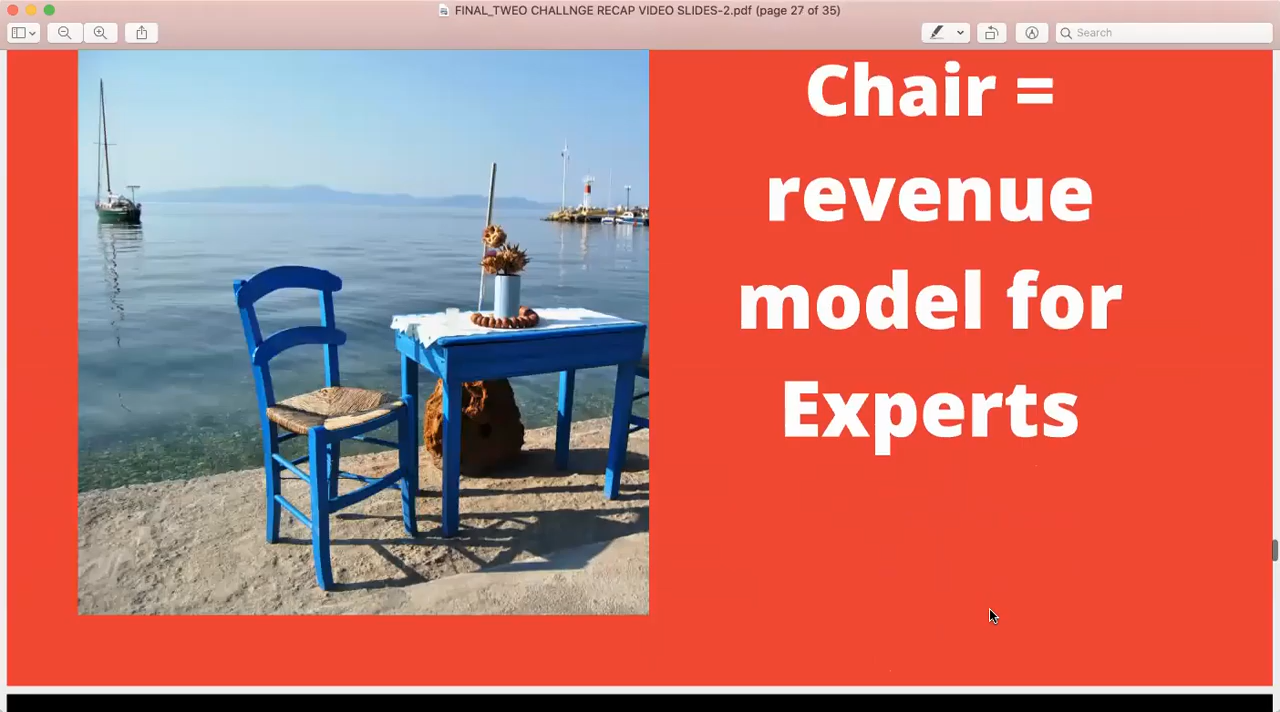 FINAL_TWEO CHALLNGE RECAP VIDEO SLIDES-2.pdf (page 27 of 35)
Search
Chair =
revenue
model for
Experts